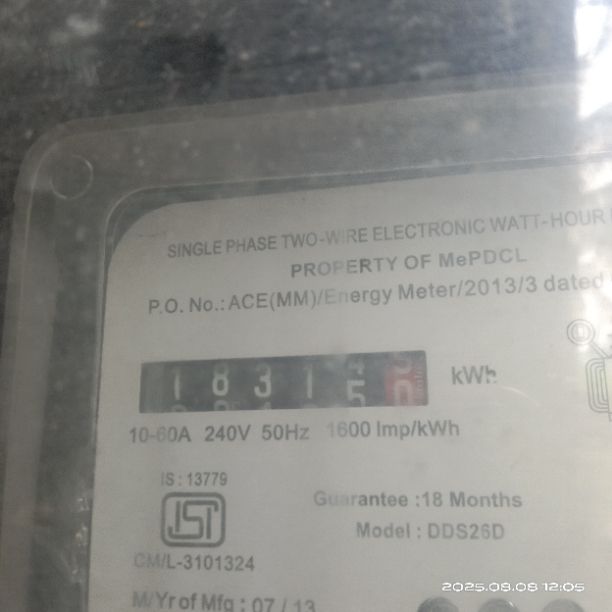 SINGLE PHASE TWO-WIRE ELECTRONIC WATT-HOUR
PROPERTY OF MePDCL
P.O. No.:ACE(MM)/Energy Meter/2013/3 dated
1 8 3 1 5 0 kWh
10-60A 240V 50Hz 1600 Imp/kWh
IS : 13779
ISI
CM/L-3101324
Guarantee :18 Months
Model : DDS26D
M/Yr of Mfg : 07 / 13
2025.08.08 12:05